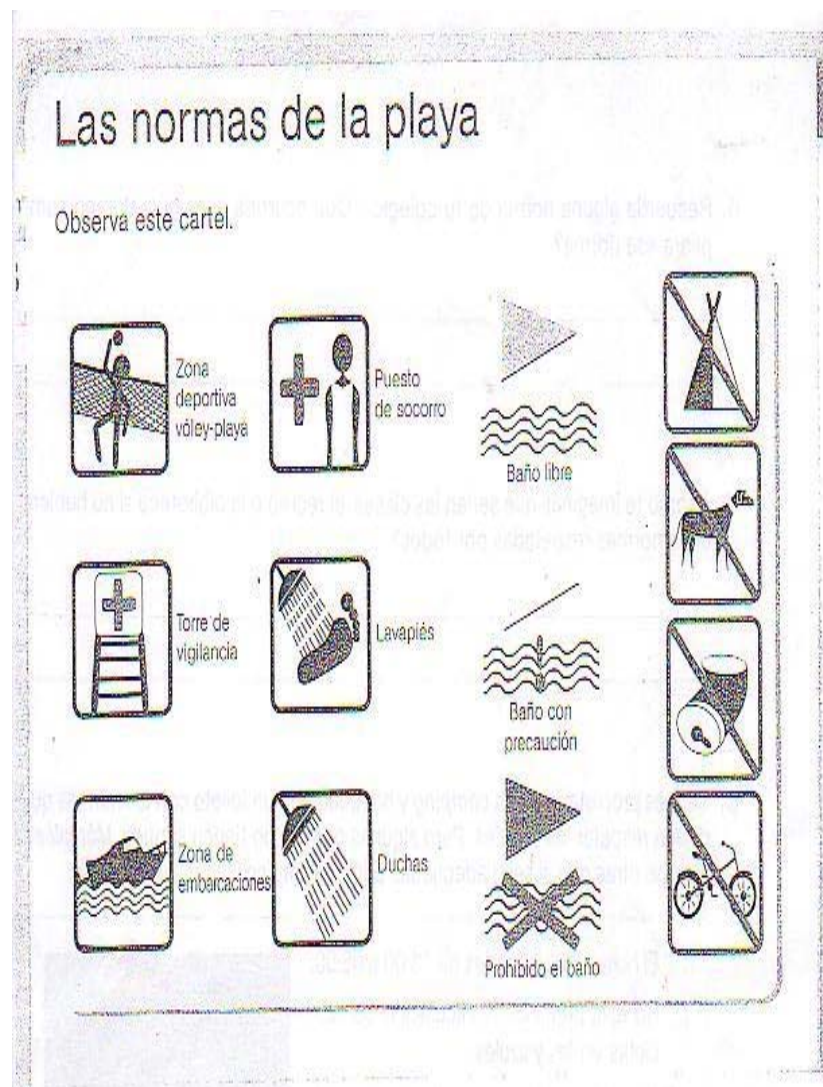 Las normas de la playa
Observa este cartel.
Zona
deportiva
vóley-playa
Puesto
de socorro
Baño libre
Torre de
vigilancia
Lavapiés
Baño con
precaución
Zona de
embarcaciones
Duchas
Prohibido el baño